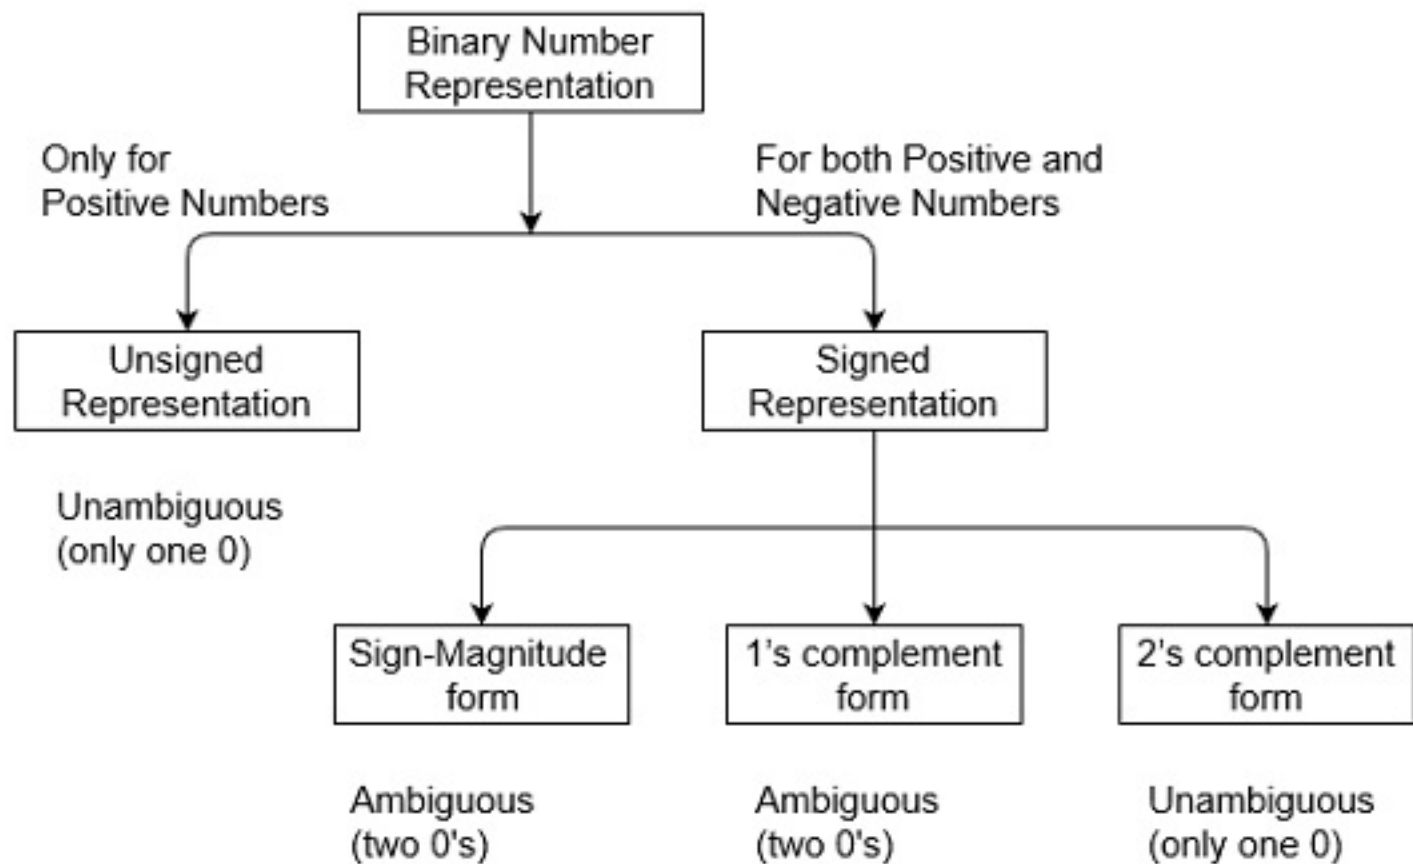 Binary Number
Representation
Only for
Positive Numbers
For both Positive and
Negative Numbers
Unsigned
Representation
Signed
Representation
Unambiguous
(only one 0)
Sign-Magnitude
form
1's complement
form
2's complement
form
Ambiguous
(two 0's)
Ambiguous
(two 0's)
Unambiguous
(only one 0)